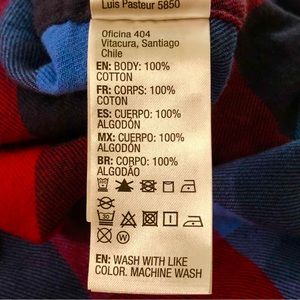 Luis Pasteur 5850
Oficina 404
Vitacura, Santiago
Chile
EN: BODY: 100%
COTTON
FR: CORPS: 100%
COTON
ES: CUERPO: 100%
ALGODÓN
MX: CUERPO: 100%
ALGODÓN
BR: CORPO: 100%
ALGODÃO
30
W
EN: WASH WITH LIKE
COLOR. MACHINE WASH